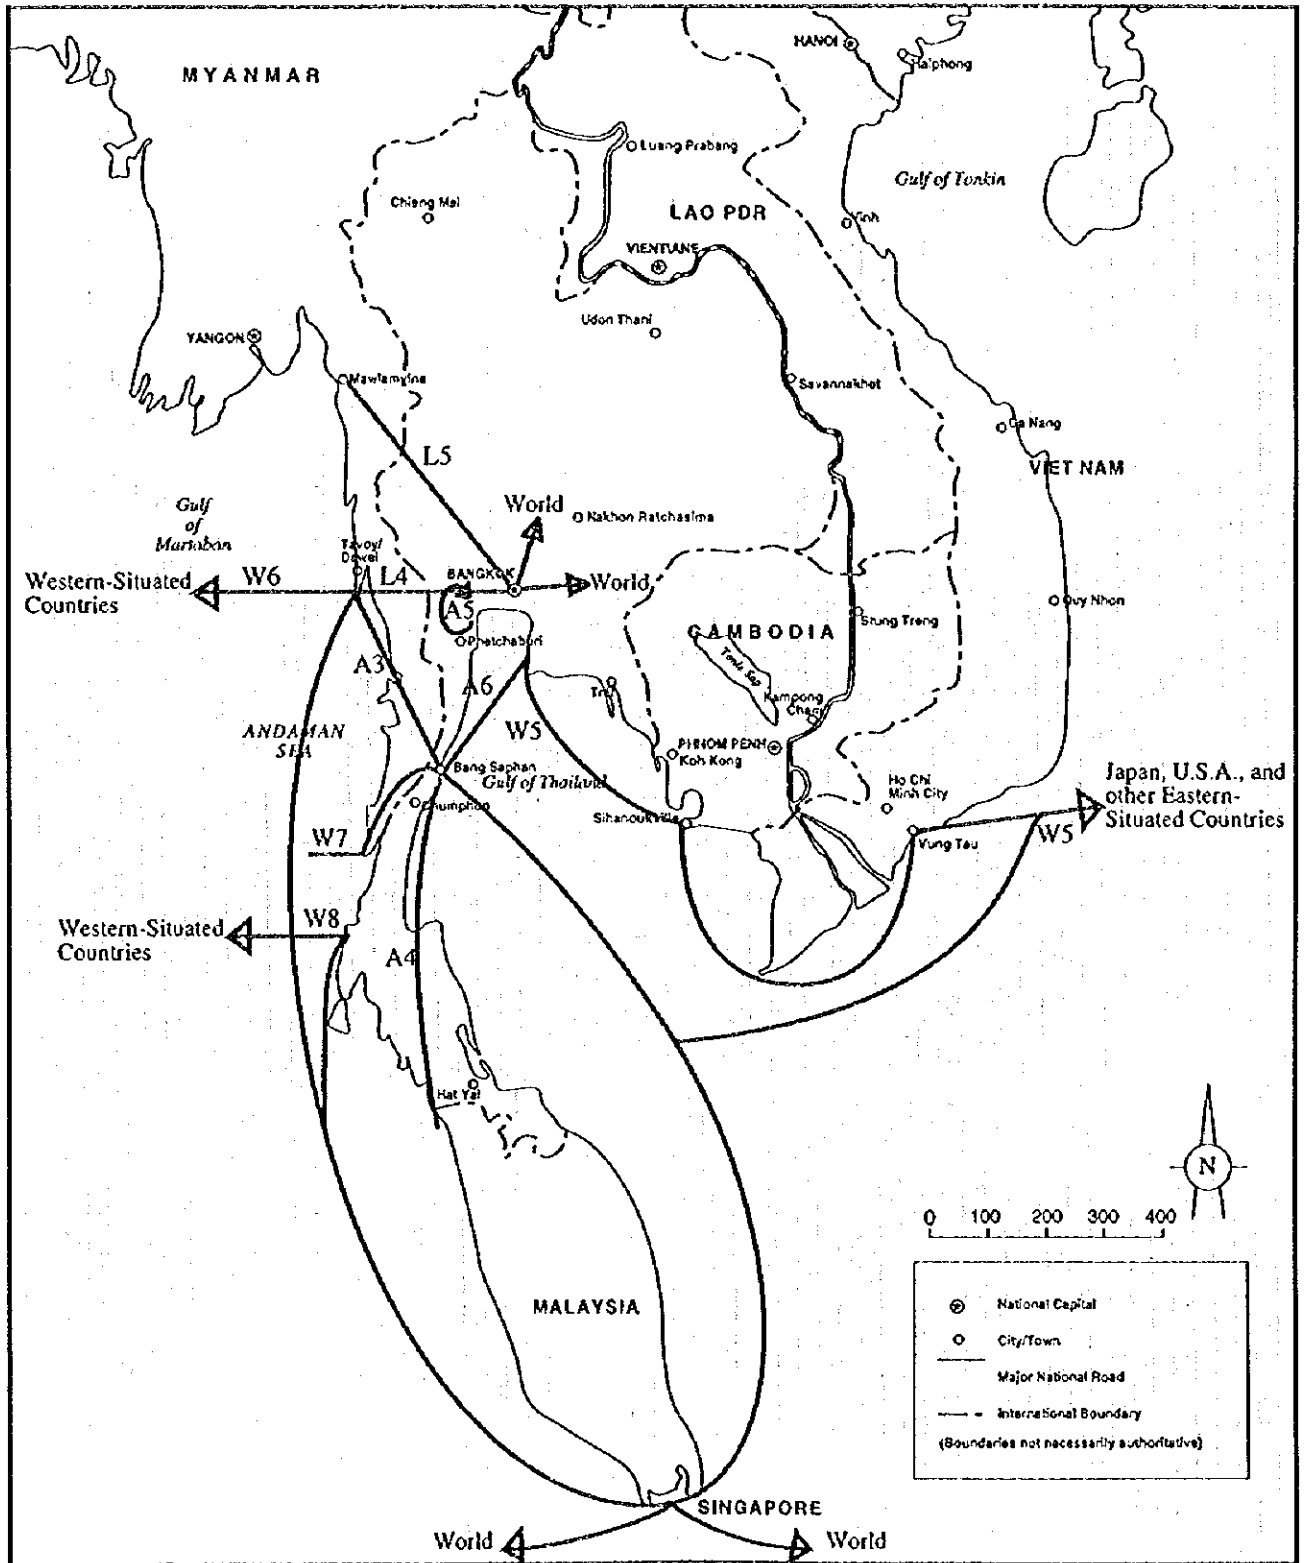 HANOI
Haiphong
MYANMAR
Luang Prabang
Gulf of Tonkin
Chiang Mai
LAO PDR
Vinh
VIENTIANE
Udon Thani
YANGON
Mawlamyine
Savannakhet
Da Nang
L5
VIET NAM
World
Gulf
of
Martaban
Nakhon Ratchasima
Tavoy/
Dawei
Western-Situated
Countries
W6
L4
BANGKOK
World
A5
Quy Nhon
Stung Treng
CAMBODIA
Phetchaburi
Tonle Sap
A3
A6
Kampong
Cham
ANDAMAN
SEA
W5
PHNOM PENH
Koh Kong
Bang Saphan
Gulf of Thailand
Ho Chi
Minh City
Japan, U.S.A., and
other Eastern-
Situated Countries
Chumphon
Sihanoukville
W5
W7
Vung Tau
Western-Situated
Countries
W8
A4
Hat Yai
N
0 100 200 300 400
MALAYSIA
National Capital
City/Town
Major National Road
International Boundary
(Boundaries not necessarily authoritative)
SINGAPORE
World
World